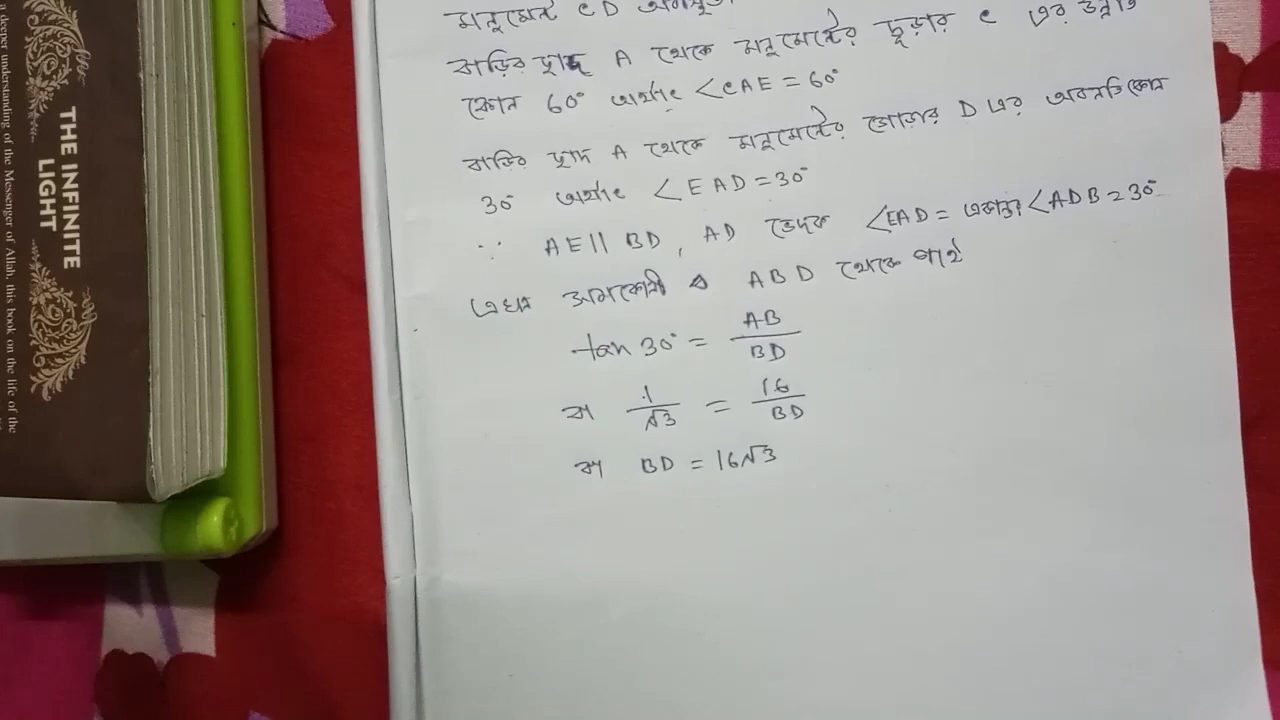 a deeper understanding of the Messenger of Allah, this book on the life of the
THE INFINITE
LIGHT
মনুমেন্ট CD
বাড়ির ছাদ A থেকে মনুমেন্টের চূড়ার C এর উন্নতি
কোন 60° অর্থাৎ ∠CAE = 60°
বাড়ির ছাদ A থেকে মনুমেন্টের গোড়ার D এর অবনতি কোন
30° অর্থাৎ ∠EAD = 30°
∵ AE || BD, AD ভেদক ∠EAD = একান্তর ∠ADB = 30°
এখন সমকোণী △ ABD থেকে পাই
tan 30° = AB/BD
বা 1/√3 = 16/BD
বা BD = 16√3